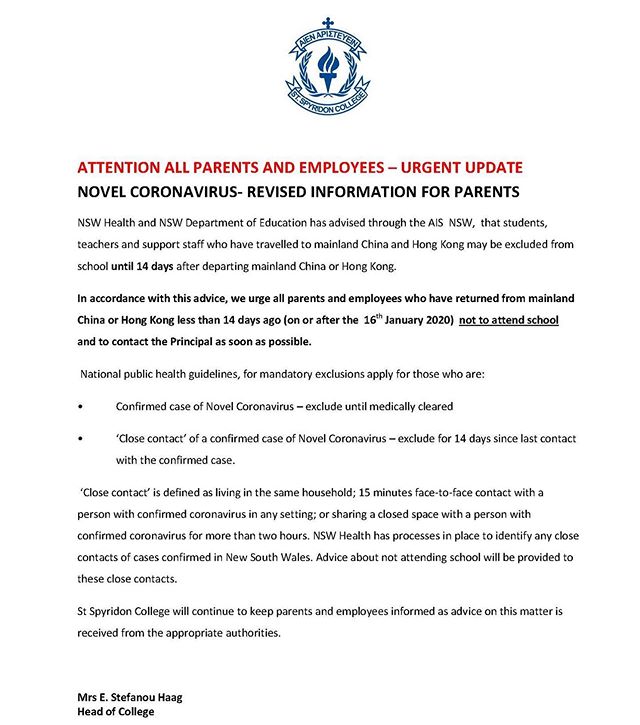 ΑΙΕΝ ΑΡΙΣΤΕΥΕΙΝ
ST. SPYRIDON COLLEGE
ATTENTION ALL PARENTS AND EMPLOYEES – URGENT UPDATE
NOVEL CORONAVIRUS- REVISED INFORMATION FOR PARENTS
NSW Health and NSW Department of Education has advised through the AIS NSW, that students,
teachers and support staff who have travelled to mainland China and Hong Kong may be excluded from
school until 14 days after departing mainland China or Hong Kong.
In accordance with this advice, we urge all parents and employees who have returned from mainland
China or Hong Kong less than 14 days ago (on or after the 16th January 2020) not to attend school
and to contact the Principal as soon as possible.
National public health guidelines, for mandatory exclusions apply for those who are:
• Confirmed case of Novel Coronavirus – exclude until medically cleared
• ‘Close contact’ of a confirmed case of Novel Coronavirus – exclude for 14 days since last contact
with the confirmed case.
‘Close contact’ is defined as living in the same household; 15 minutes face-to-face contact with a
person with confirmed coronavirus in any setting; or sharing a closed space with a person with
confirmed coronavirus for more than two hours. NSW Health has processes in place to identify any close
contacts of cases confirmed in New South Wales. Advice about not attending school will be provided to
these close contacts.
St Spyridon College will continue to keep parents and employees informed as advice on this matter is
received from the appropriate authorities.
Mrs E. Stefanou Haag
Head of College